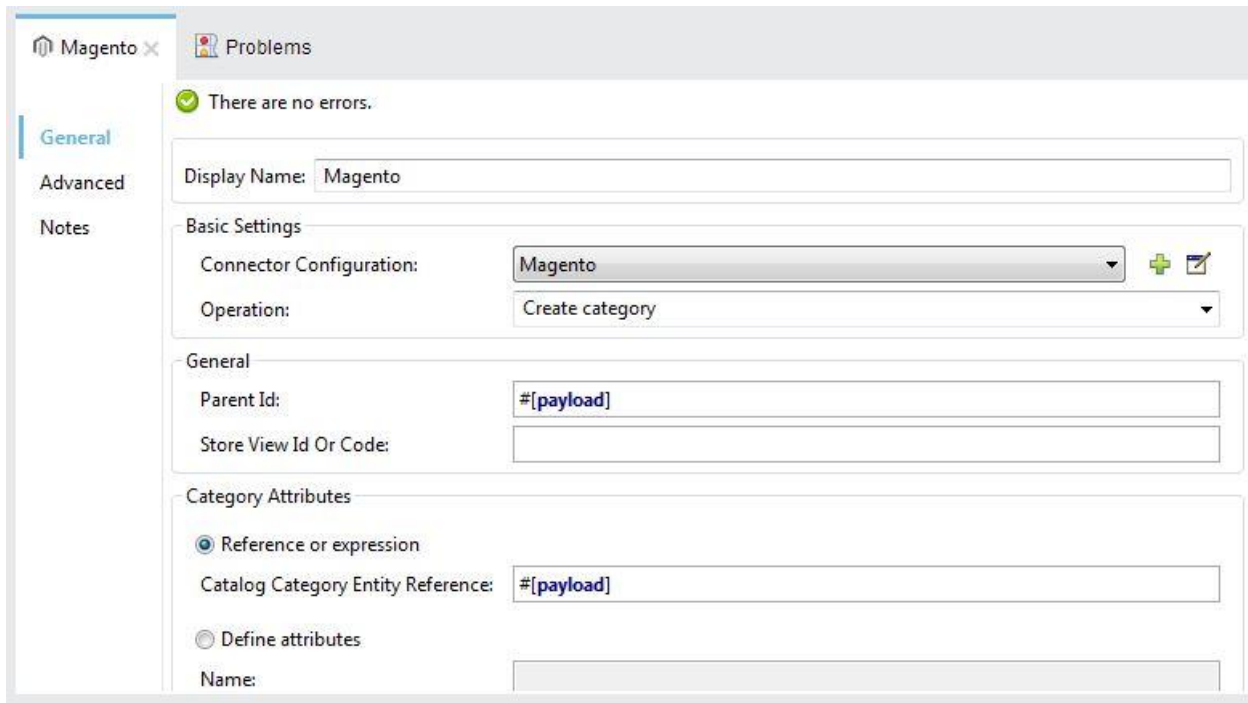 Magento
Problems
There are no errors.
General
Advanced
Notes
Display Name: Magento
Basic Settings
Connector Configuration: Magento
Operation: Create category
General
Parent Id: #[payload]
Store View Id Or Code:
Category Attributes
Reference or expression
Catalog Category Entity Reference: #[payload]
Define attributes
Name: